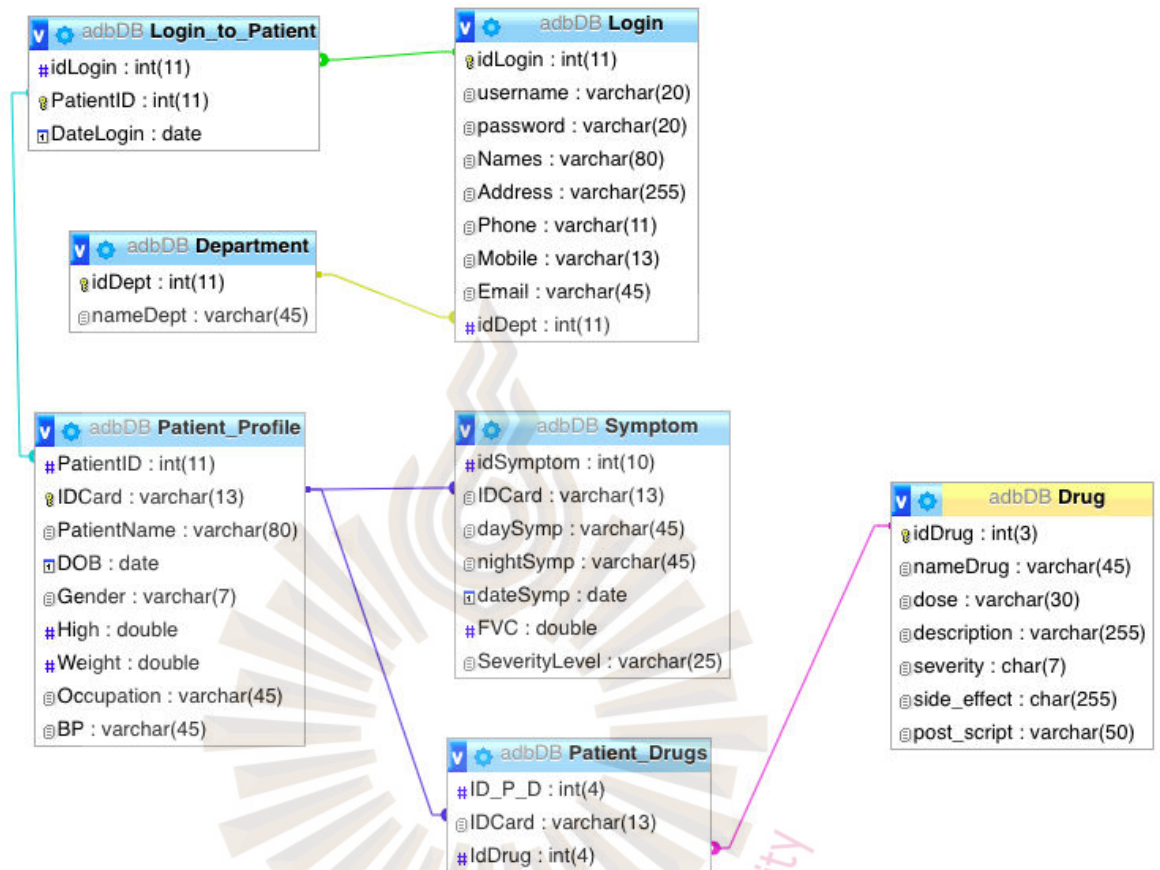 adbDB Login_to_Patient
#idLogin : int(11)
PatientID : int(11)
DateLogin : date
adbDB Login
idLogin : int(11)
username : varchar(20)
password : varchar(20)
Names : varchar(80)
Address : varchar(255)
Phone : varchar(11)
Mobile : varchar(13)
Email : varchar(45)
#idDept : int(11)
adbDB Department
idDept : int(11)
nameDept : varchar(45)
adbDB Patient_Profile
#PatientID : int(11)
IDCard : varchar(13)
PatientName : varchar(80)
DOB : date
Gender : varchar(7)
#High : double
#Weight : double
Occupation : varchar(45)
BP : varchar(45)
adbDB Symptom
#idSymptom : int(10)
IDCard : varchar(13)
daySymp : varchar(45)
nightSymp : varchar(45)
dateSymp : date
#FVC : double
SeverityLevel : varchar(25)
adbDB Drug
idDrug : int(3)
nameDrug : varchar(45)
dose : varchar(30)
description : varchar(255)
severity : char(7)
side_effect : char(255)
post_script : varchar(50)
adbDB Patient_Drugs
#ID_P_D : int(4)
IDCard : varchar(13)
#IdDrug : int(4)